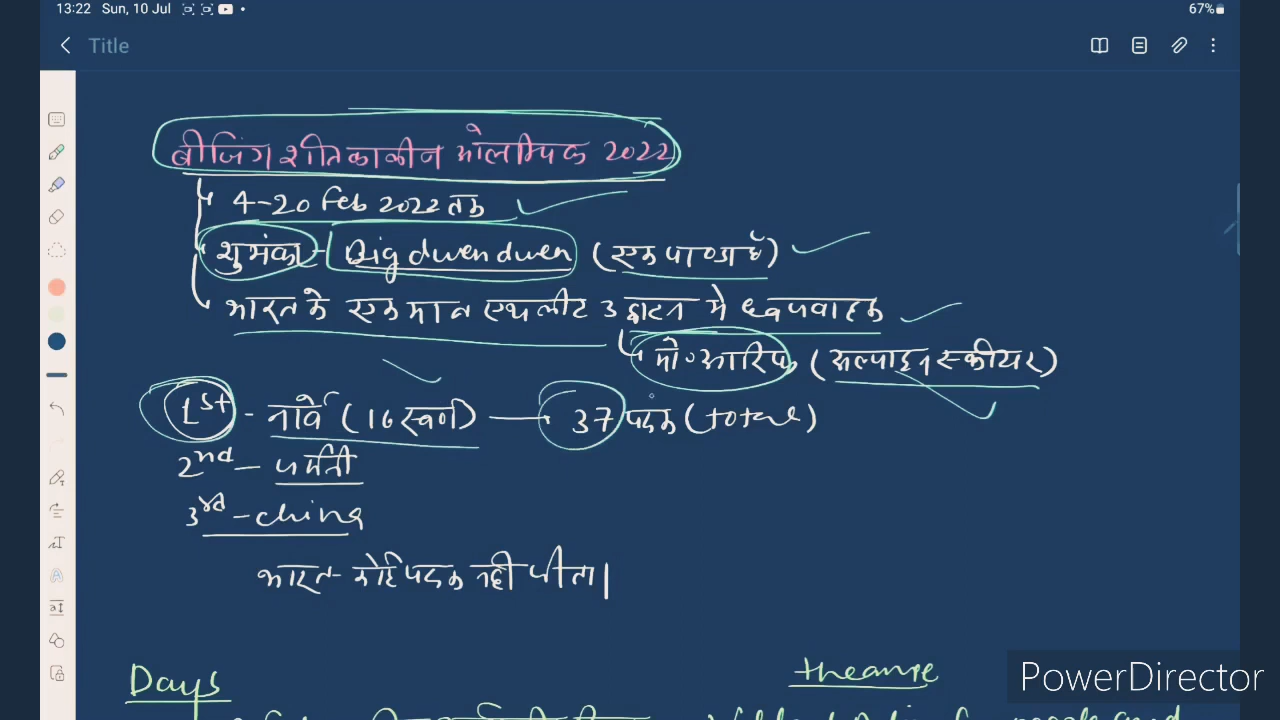 13:22 Sun, 10 Jul
67%
Title
बीजिंग शीतकालीन ओलम्पिक 2022
4-20 Feb 2022 तक
शुभंकर - Bing dwen dwen (एक पाण्डा है)
भारत के एक मात्र एथलीट उद्घाटन मे ध्वजवाहक
मो॰ आरिफ (अल्पाइन स्कीयर)
1st - नार्वे (16 स्वर्ण) — 37 पदक (total)
2nd - जर्मनी
3rd - China
भारत - कोई पदक नही जीता।
Days theame
PowerDirector